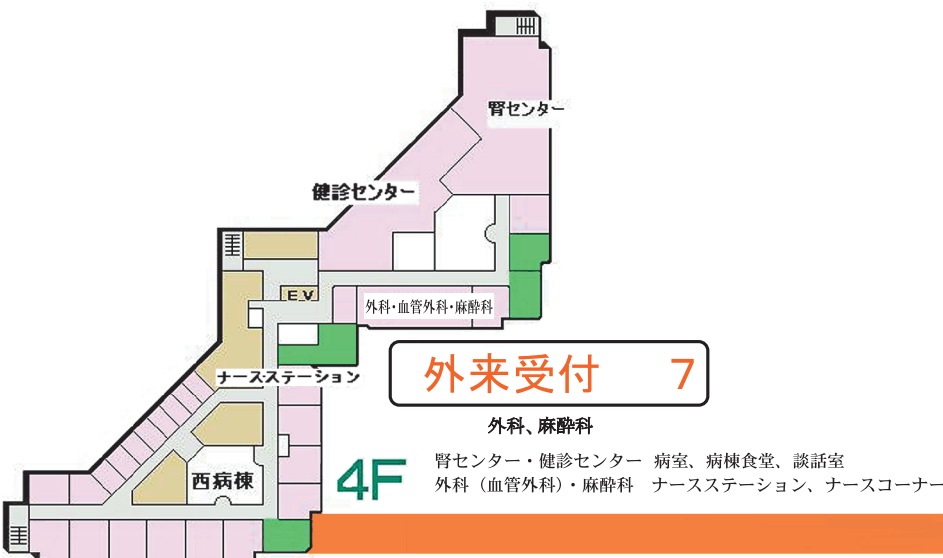 腎センター
健診センター
EV
外科・血管外科・麻酔科
ナースステーション
外来受付 7
外科、麻酔科
西病棟
4F
腎センター・健診センター 病室、病棟食堂、談話室
外科（血管外科）・麻酔科 ナースステーション、ナースコーナー